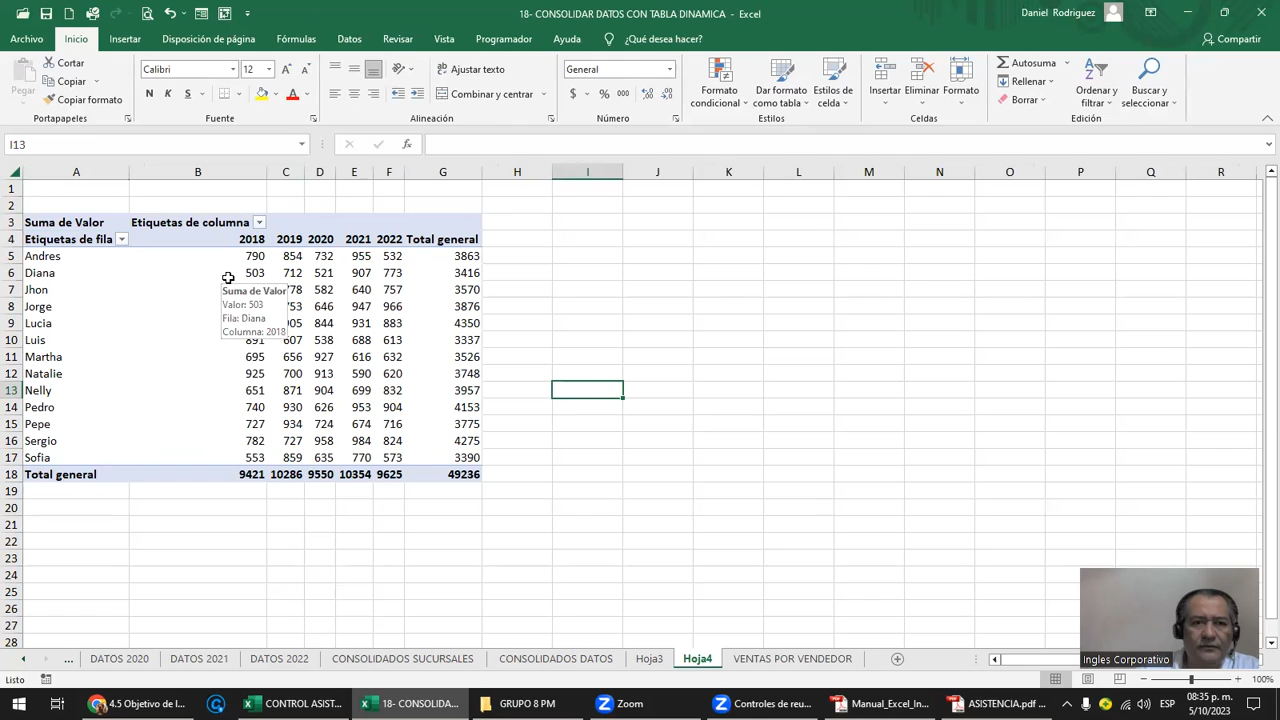 18- CONSOLIDAR DATOS CON TABLA DINAMICA - Excel
Daniel Rodriguez
Archivo Inicio Insertar Disposición de página Fórmulas Datos Revisar Vista Programador Ayuda ¿Qué desea hacer? Compartir
Pegar
Cortar
Copiar
Copiar formato
Portapapeles
Calibri 12
N K S
Fuente
Ajustar texto
Combinar y centrar
Alineación
General
$ % 000
Número
Formato condicional
Dar formato como tabla
Estilos de celda
Estilos
Insertar Eliminar Formato
Celdas
Autosuma
Rellenar
Borrar
Ordenar y filtrar
Buscar y seleccionar
Edición
I13
fx
A B C D E F G H I J K L M N O P Q R
1
2
3 Suma de Valor Etiquetas de columna
4 Etiquetas de fila 2018 2019 2020 2021 2022 Total general
5 Andres 790 854 732 955 532 3863
6 Diana 503 712 521 907 773 3416
7 Jhon 778 582 640 757 3570
8 Jorge 753 646 947 966 3876
9 Lucia 844 931 883 4350
10 Luis 891 607 538 688 613 3337
11 Martha 695 656 927 616 632 3526
12 Natalie 925 700 913 590 620 3748
13 Nelly 651 871 904 699 832 3957
14 Pedro 740 930 626 953 904 4153
15 Pepe 727 934 724 674 716 3775
16 Sergio 782 727 958 984 824 4275
17 Sofia 553 859 635 770 573 3390
18 Total general 9421 10286 9550 10354 9625 49236
19
20
21
22
23
24
25
26
27
28
Suma de Valor
Valor: 503
Fila: Diana
Columna: 2018
Ingles Corporativo
... DATOS 2020 DATOS 2021 DATOS 2022 CONSOLIDADOS SUCURSALES CONSOLIDADOS DATOS Hoja3 Hoja4 VENTAS POR VENDEDOR
Listo
100%
4.5 Objetivo de l...
CONTROL ASIST...
18- CONSOLIDA...
GRUPO 8 PM
Zoom
Controles de reu...
Manual_Excel_In...
ASISTENCIA.pdf ...
ESP
08:35 p. m.
5/10/2023